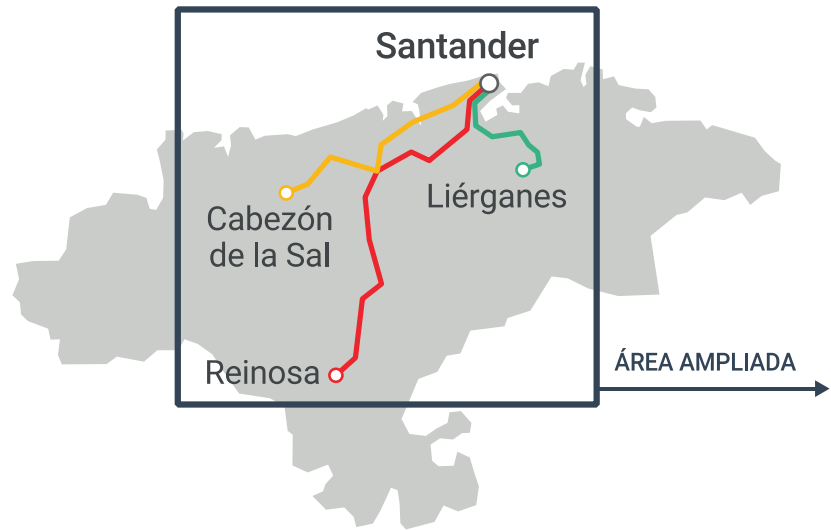 Santander
Liérganes
Cabezón
de la Sal
Reinosa
ÁREA AMPLIADA